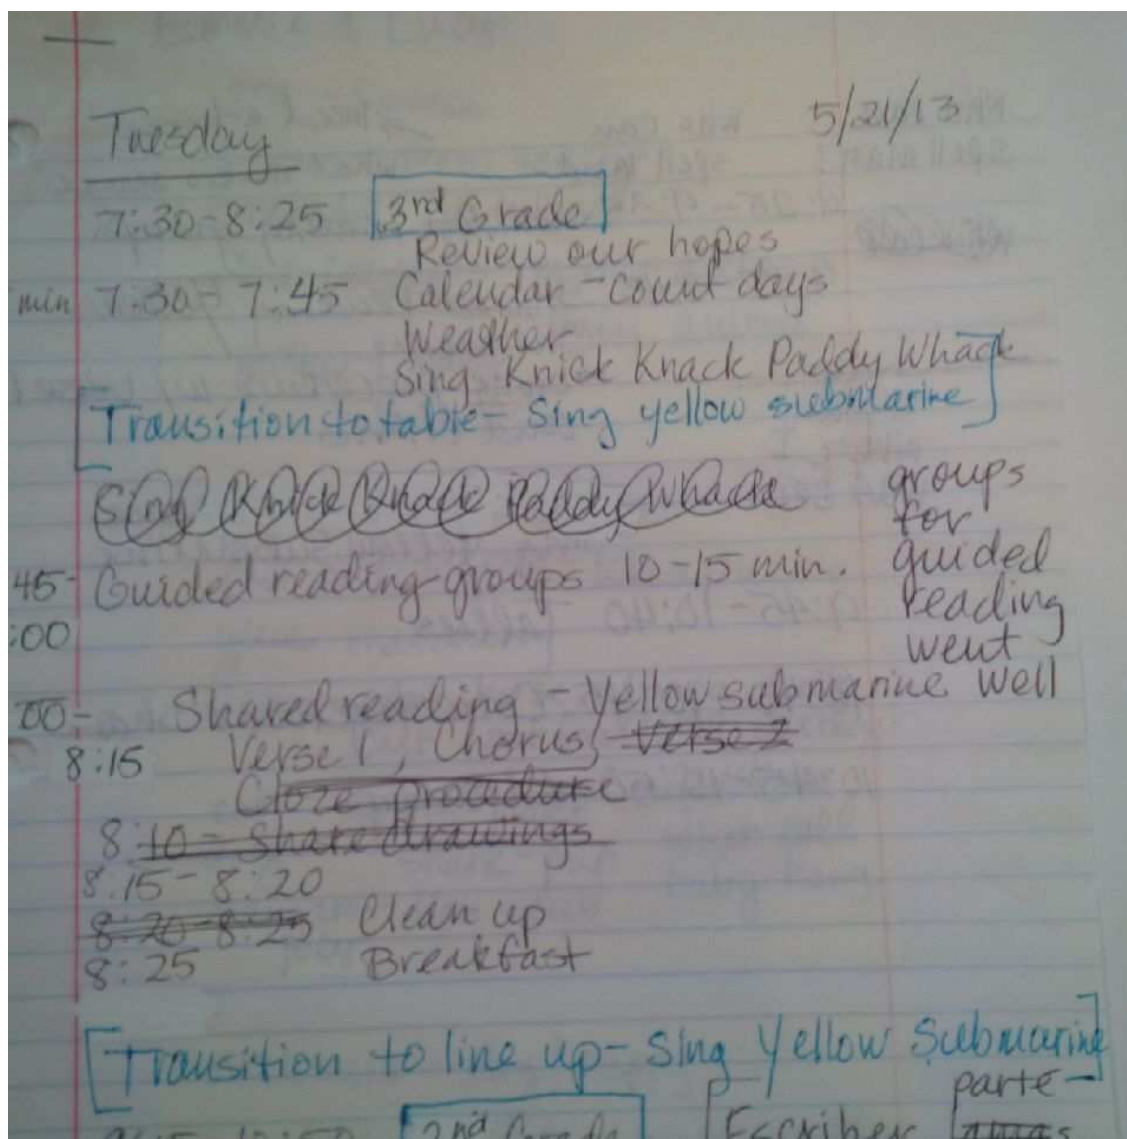 Tuesday 5/21/13
7:30-8:25 3rd Grade
Review our hopes
min 7:30- 7:45 Calendar - count days
Weather
Sing Knick Knack Paddy Whack
[Transition to table- Sing yellow submarine]
Sing Knick Knack Paddy Whack
groups
for
45- Guided reading groups 10-15 min. guided
reading
:00 went
00- Shared reading - Yellow submarine well
8:15 Verse 1, Chorus, Verse 2
Cloze procedure
8:10 - Share drawings
8:15 - 8:20
8:20-8:25 Clean up
8:25 Breakfast
[Transition to line up- Sing Yellow Submarine]
parte
2nd Grade Escriber